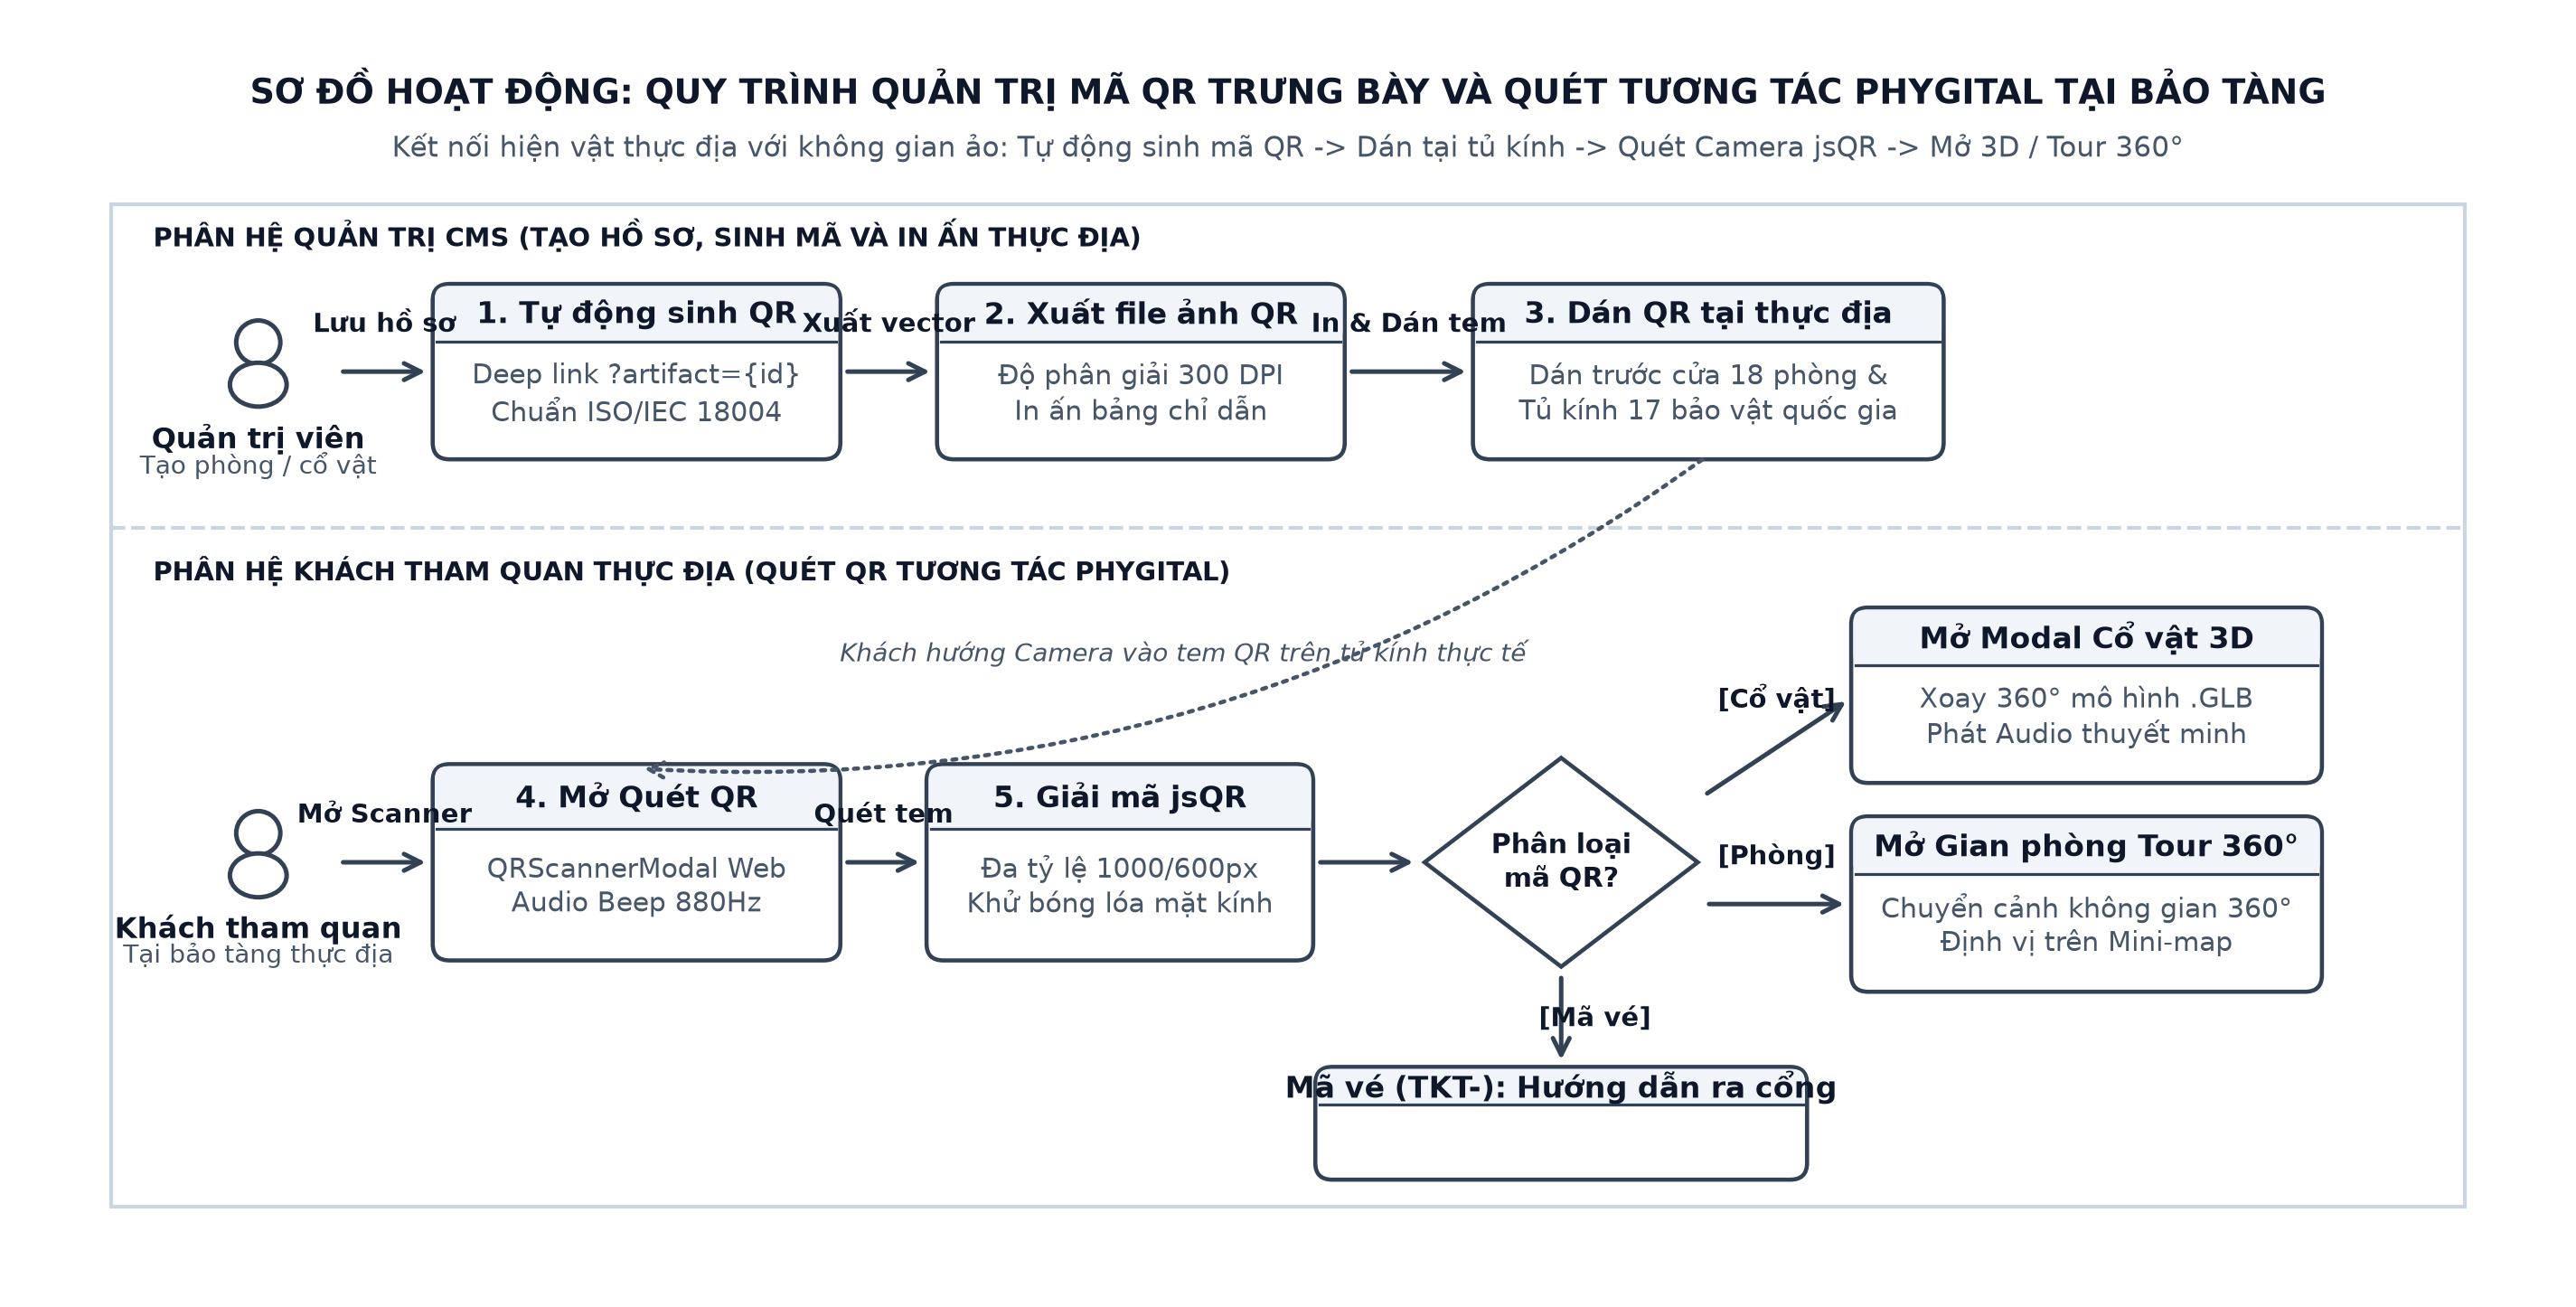 SƠ ĐỒ HOẠT ĐỘNG: QUY TRÌNH QUẢN TRỊ MÃ QR TRƯNG BÀY VÀ QUÉT TƯƠNG TÁC PHYGITAL TẠI BẢO TÀNG
Kết nối hiện vật thực địa với không gian ảo: Tự động sinh mã QR -> Dán tại tủ kính -> Quét Camera jsQR -> Mở 3D / Tour 360°
PHÂN HỆ QUẢN TRỊ CMS (TẠO HỒ SƠ, SINH MÃ VÀ IN ẤN THỰC ĐỊA)
Quản trị viên
Tạo phòng / cổ vật
Lưu hồ sơ
1. Tự động sinh QR
Deep link ?artifact={id}
Chuẩn ISO/IEC 18004
Xuất vector
2. Xuất file ảnh QR
Độ phân giải 300 DPI
In ấn bảng chỉ dẫn
In & Dán tem
3. Dán QR tại thực địa
Dán trước cửa 18 phòng &
Tủ kính 17 bảo vật quốc gia
PHÂN HỆ KHÁCH THAM QUAN THỰC ĐỊA (QUÉT QR TƯƠNG TÁC PHYGITAL)
Khách hướng Camera vào tem QR trên tử kính thực tế
Khách tham quan
Tại bảo tàng thực địa
Mở Scanner
4. Mở Quét QR
QRScannerModal Web
Audio Beep 880Hz
Quét tem
5. Giải mã jsQR
Đa tỷ lệ 1000/600px
Khử bóng lóa mặt kính
Phân loại
mã QR?
[Cổ vật]
Mở Modal Cổ vật 3D
Xoay 360° mô hình .GLB
Phát Audio thuyết minh
[Phòng]
Mở Gian phòng Tour 360°
Chuyển cảnh không gian 360°
Định vị trên Mini-map
[Mã vé]
Mã vé (TKT-): Hướng dẫn ra cổng